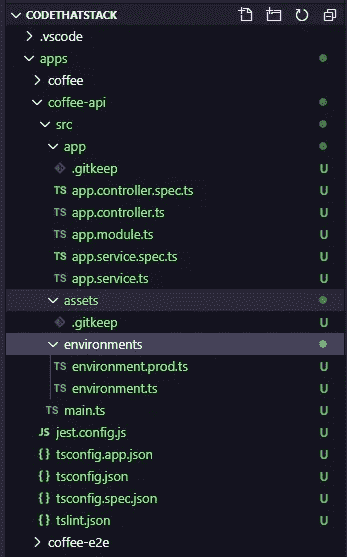 CODETHATSTACK
.vscode
apps
coffee
coffee-api
src
app
.gitkeep U
TS app.controller.spec.ts U
TS app.controller.ts U
TS app.module.ts U
TS app.service.spec.ts U
TS app.service.ts U
assets
.gitkeep U
environments
TS environment.prod.ts U
TS environment.ts U
TS main.ts U
JS jest.config.js U
{} tsconfig.app.json U
{} tsconfig.json U
{} tsconfig.spec.json U
{} tslint.json U
coffee-e2e